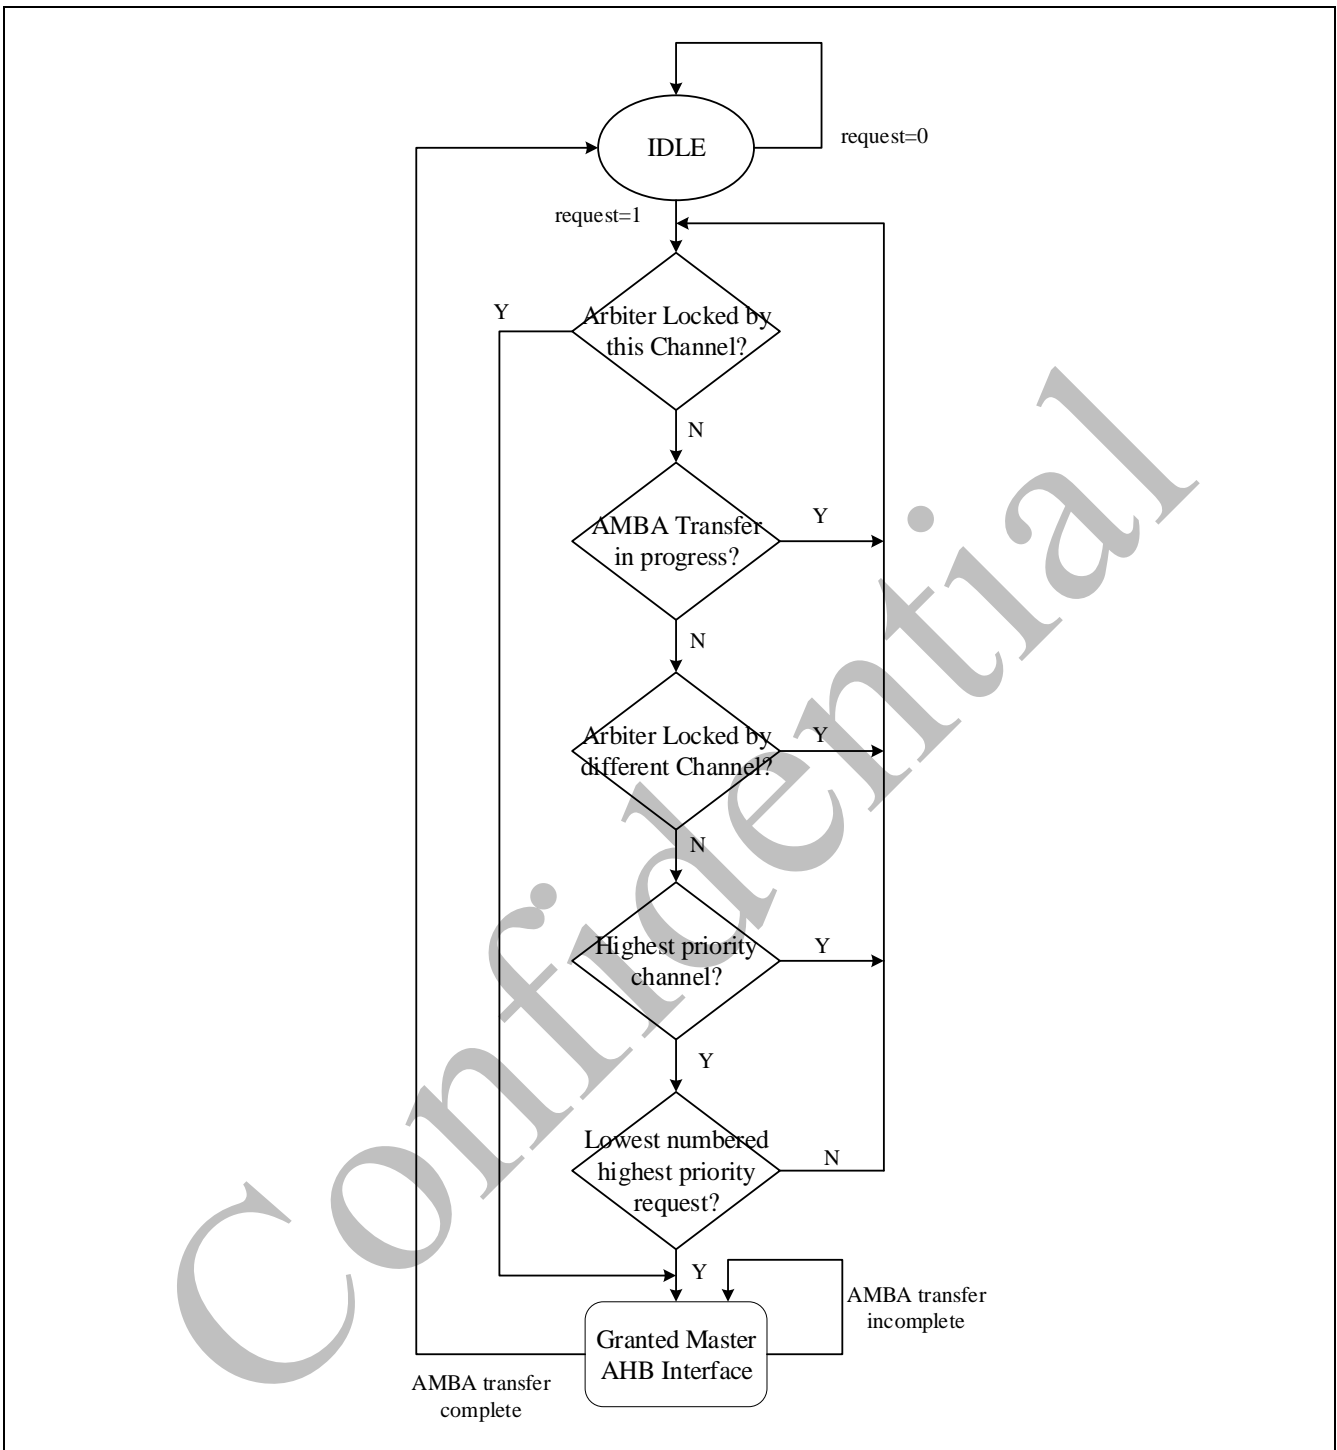 IDLE
request=0
request=1
Y
Arbiter Locked by
this Channel?
N
AMBA Transfer
in progress?
Y
N
Arbiter Locked by
different Channel?
Y
N
Highest priority
channel?
Y
Y
Lowest numbered
highest priority
request?
N
Y
Granted Master
AHB Interface
AMBA transfer
incomplete
AMBA transfer
complete
Confidential